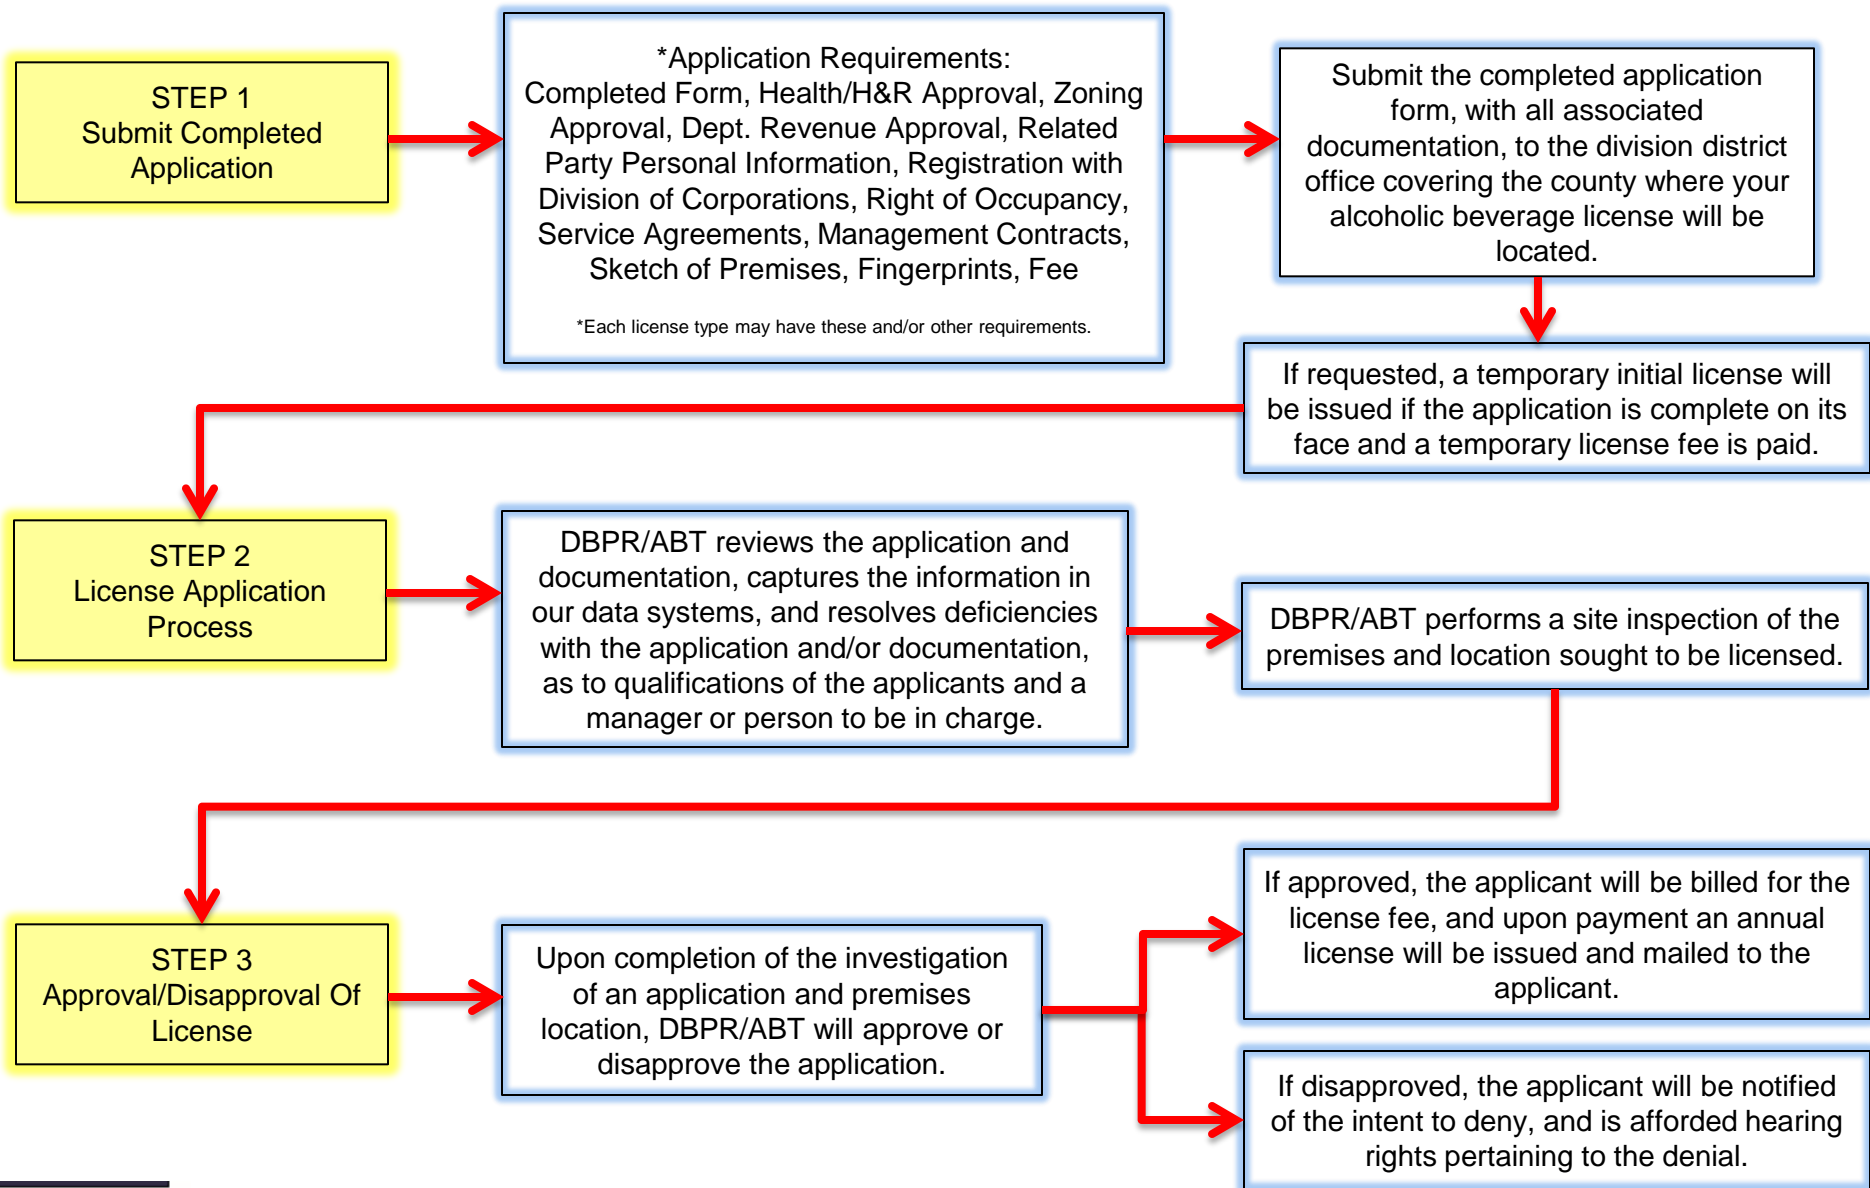 STEP 1
Submit Completed
Application
*Application Requirements:
Completed Form, Health/H&R Approval, Zoning
Approval, Dept. Revenue Approval, Related
Party Personal Information, Registration with
Division of Corporations, Right of Occupancy,
Service Agreements, Management Contracts,
Sketch of Premises, Fingerprints, Fee
*Each license type may have these and/or other requirements.
Submit the completed application
form, with all associated
documentation, to the division district
office covering the county where your
alcoholic beverage license will be
located.
If requested, a temporary initial license will
be issued if the application is complete on its
face and a temporary license fee is paid.
STEP 2
License Application
Process
DBPR/ABT reviews the application and
documentation, captures the information in
our data systems, and resolves deficiencies
with the application and/or documentation,
as to qualifications of the applicants and a
manager or person to be in charge.
DBPR/ABT performs a site inspection of the
premises and location sought to be licensed.
STEP 3
Approval/Disapproval Of
License
Upon completion of the investigation
of an application and premises
location, DBPR/ABT will approve or
disapprove the application.
If approved, the applicant will be billed for the
license fee, and upon payment an annual
license will be issued and mailed to the
applicant.
If disapproved, the applicant will be notified
of the intent to deny, and is afforded hearing
rights pertaining to the denial.